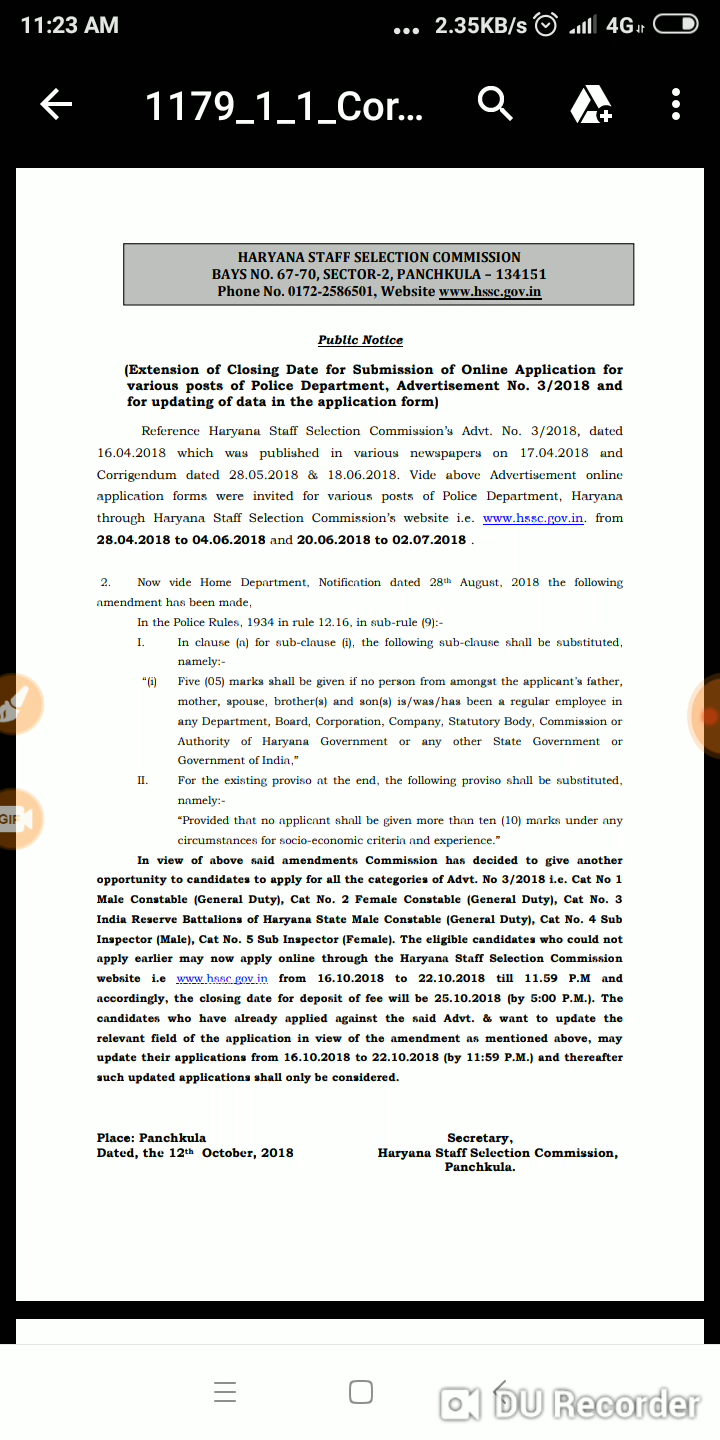 11:23 AM
... 2.35KB/s 4G
1179_1_1_Cor...
HARYANA STAFF SELECTION COMMISSION
BAYS NO. 67-70, SECTOR-2, PANCHKULA – 134151
Phone No. 0172-2586501, Website www.hssc.gov.in
Public Notice
(Extension of Closing Date for Submission of Online Application for
various posts of Police Department, Advertisement No. 3/2018 and
for updating of data in the application form)
Reference Haryana Staff Selection Commission's Advt. No. 3/2018, dated
16.04.2018 which was published in various newspapers on 17.04.2018 and
Corrigendum dated 28.05.2018 & 18.06.2018. Vide above Advertisement online
application forms were invited for various posts of Police Department, Haryana
through Haryana Staff Selection Commission's website i.e. www.hssc.gov.in. from
28.04.2018 to 04.06.2018 and 20.06.2018 to 02.07.2018 .
2. Now vide Home Department, Notification dated 28th August, 2018 the following
amendment has been made,
In the Police Rules, 1934 in rule 12.16, in sub-rule (9):-
I. In clause (a) for sub-clause (i), the following sub-clause shall be substituted,
namely:-
"(i) Five (05) marks shall be given if no person from amongst the applicant's father,
mother, spouse, brother(s) and son(s) is/was/has been a regular employee in
any Department, Board, Corporation, Company, Statutory Body, Commission or
Authority of Haryana Government or any other State Government or
Government of India,"
II. For the existing proviso at the end, the following proviso shall be substituted,
namely:-
"Provided that no applicant shall be given more than ten (10) marks under any
circumstances for socio-economic criteria and experience."
In view of above said amendments Commission has decided to give another
opportunity to candidates to apply for all the categories of Advt. No 3/2018 i.e. Cat No 1
Male Constable (General Duty), Cat No. 2 Female Constable (General Duty), Cat No. 3
India Reserve Battalions of Haryana State Male Constable (General Duty), Cat No. 4 Sub
Inspector (Male), Cat No. 5 Sub Inspector (Female). The eligible candidates who could not
apply earlier may now apply online through the Haryana Staff Selection Commission
website i.e www.hssc.gov.in from 16.10.2018 to 22.10.2018 till 11.59 P.M and
accordingly, the closing date for deposit of fee will be 25.10.2018 (by 5:00 P.M.). The
candidates who have already applied against the said Advt. & want to update the
relevant field of the application in view of the amendment as mentioned above, may
update their applications from 16.10.2018 to 22.10.2018 (by 11:59 P.M.) and thereafter
such updated applications shall only be considered.
Place: Panchkula
Dated, the 12th October, 2018
Secretary,
Haryana Staff Selection Commission,
Panchkula.
GIF
DU Recorder